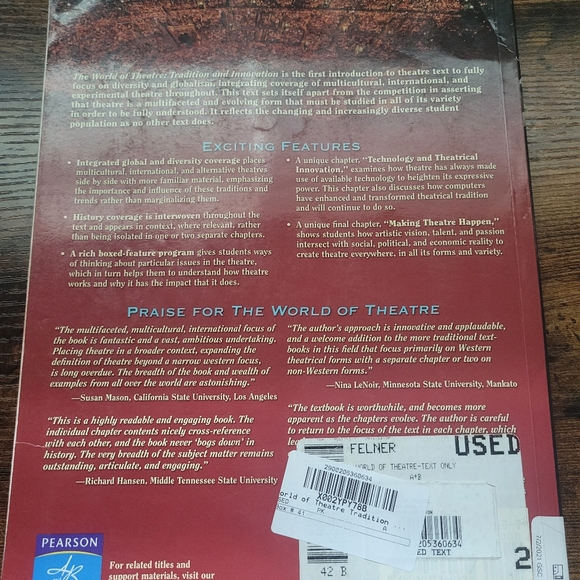 The World of Theatre: Tradition and Innovation is the first introduction to theatre text to fully
focus on diversity and globalism, integrating coverage of multicultural, international, and
experimental theatre throughout. This text sets itself apart from the competition in asserting
that theatre is a multifaceted and evolving form that must be studied in all of its variety
in order to be fully understood. It reflects the changing and increasingly diverse student
population as no other text does.
EXCITING FEATURES
• Integrated global and diversity coverage places
multicultural, international, and alternative theatres
side by side with more familiar material, emphasizing
the importance and influence of these traditions and
trends rather than marginalizing them.
• History coverage is interwoven throughout the
text and appears in context, where relevant, rather
than being isolated in one or two separate chapters.
• A rich boxed-feature program gives students ways
of thinking about particular issues in the theatre,
which in turn helps them to understand how theatre
works and why it has the impact that it does.
• A unique chapter, "Technology and Theatrical
Innovation," examines how theatre has always made
use of available technology to heighten its expressive
power. This chapter also discusses how computers
have enhanced and transformed theatrical tradition
and will continue to do so.
• A unique final chapter, "Making Theatre Happen,"
shows students how artistic vision, talent, and passion
intersect with social, political, and economic reality to
create theatre everywhere, in all its forms and variety.
PRAISE FOR THE WORLD OF THEATRE
"The multifaceted, multicultural, international focus of
the book is fantastic and a vast, ambitious undertaking.
Placing theatre in a broader context, expanding the
definition of theatre beyond a narrow western focus,
is long overdue. The breadth of the book and wealth of
examples from all over the world are astonishing."
—Susan Mason, California State University, Los Angeles
"This is a highly readable and engaging book. The
individual chapter contents nicely cross-reference
with each other, and the book never 'bogs down' in
history. The very breadth of the subject matter remains
outstanding, articulate, and engaging."
—Richard Hansen, Middle Tennessee State University
"The author's approach is innovative and applaudable,
and a welcome addition to the more traditional text-
books in this field that focus primarily on Western
theatrical forms with a separate chapter or two on
non-Western forms."
—Nina LeNoir, Minnesota State University, Mankato
"The textbook is worthwhile, and becomes more
apparent as the chapters evolve. The author is careful
to return to the focus of the text in each chapter, which
FELNER USED
WORLD OF THEATRE-TEXT ONLY
A+B
2900205360634
X002YPY78B
orld of Theatre Tradition ...
SED
Box # 41 PK A
205360634
ED TEXT
42 B
2
7/2/2021 GSC
PEARSON
AB
For related titles and
support materials, visit our